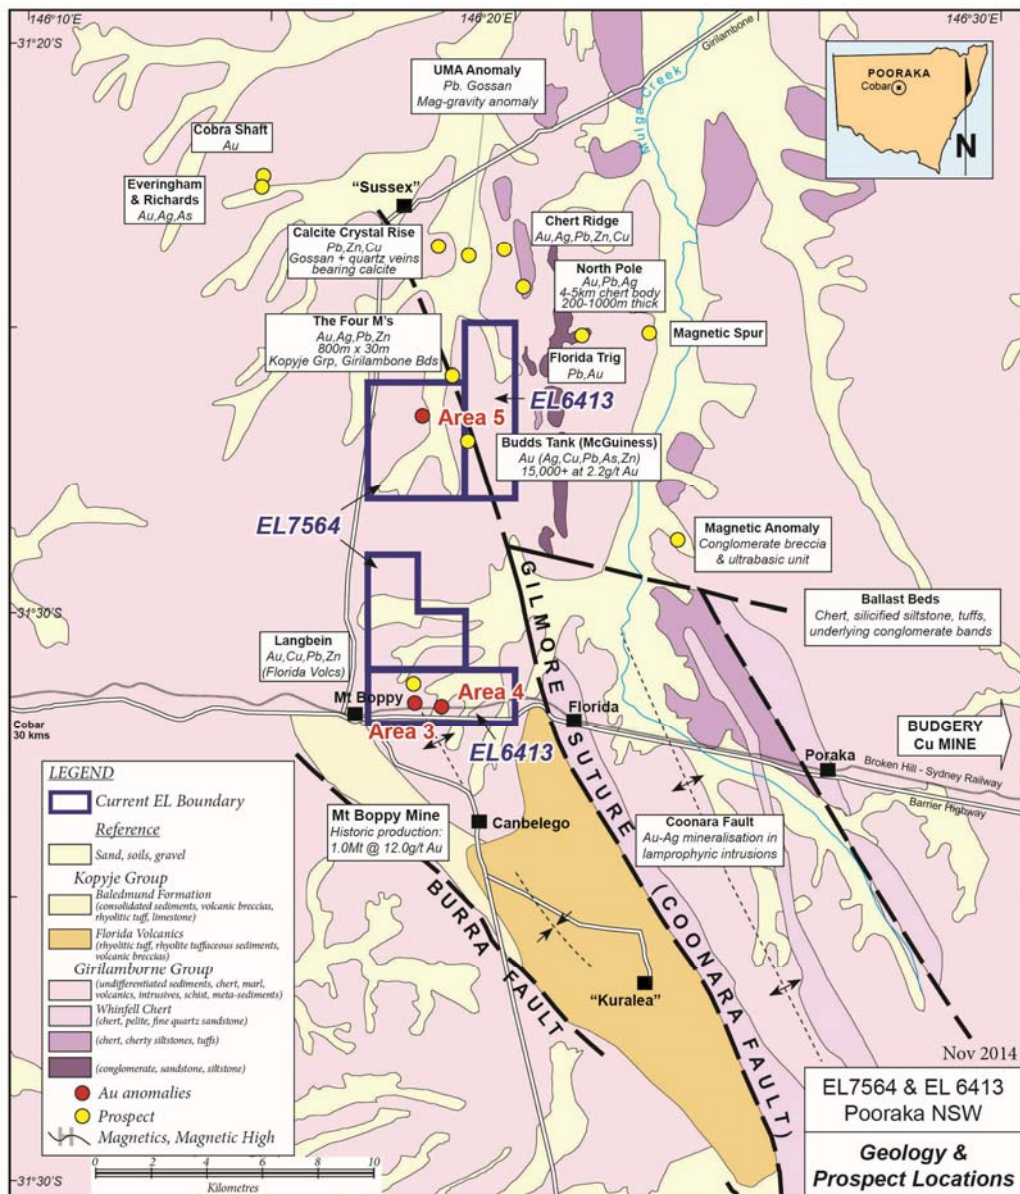 146°10'E
146°20'E
146°30'E
31°20'S
Girilambone
Mulga Creek
POORAKA
Cobar
N
UMA Anomaly
Pb. Gossan
Mag-gravity anomaly
Cobra Shaft
Au
Everingham
& Richards
Au,Ag,As
"Sussex"
Calcite Crystal Rise
Pb,Zn,Cu
Gossan + quartz veins
bearing calcite
Chert Ridge
Au,Ag,Pb,Zn,Cu
North Pole
Au,Pb,Ag
4-5km chert body
200-1000m thick
The Four M's
Au,Ag,Pb,Zn
800m x 30m
Kopyje Grp, Girilambone Bds
Magnetic Spur
Florida Trig
Pb,Au
EL6413
Area 5
Budds Tank (McGuiness)
Au (Ag,Cu,Pb,As,Zn)
15,000+ at 2.2g/t Au
EL7564
Magnetic Anomaly
Conglomerate breccia
& ultrabasic unit
31°30'S
Ballast Beds
Chert, silicified siltstone, tuffs,
underlying conglomerate bands
Langbein
Au,Cu,Pb,Zn
(Florida Volcs)
Mt Boppy
Area 4
Florida
Cobar
30 kms
Area 3
EL6413
BUDGERY
Cu MINE
Poraka
Broken Hill - Sydney Railway
Barrier Highway
GILMORE SUTURE (COONARA FAULT)
Mt Boppy Mine
Historic production:
1.0Mt @ 12.0g/t Au
Canbelego
Coonara Fault
Au-Ag mineralisation in
lamprophyric intrusions
BURRA FAULT
"Kuralea"
LEGEND
Current EL Boundary
Reference
Sand, soils, gravel
Kopyje Group
Baledmund Formation
(consolidated sediments, volcanic breccias,
rhyolitic tuff, limestone)
Florida Volcanics
(rhyolitic tuff, rhyolite tuffaceous sediments,
volcanic breccias)
Girilamborne Group
(undifferentiated sediments, chert, marl,
volcanics, intrusives, schist, meta-sediments)
Whinfell Chert
(chert, pelite, fine quartz sandstone)
(chert, cherty siltstones, tuffs)
(conglomerate, sandstone, siltstone)
Au anomalies
Prospect
Magnetics, Magnetic High
0 2 4 6 8 10
Kilometres
31°30'S
Nov 2014
EL7564 & EL 6413
Pooraka NSW
Geology &
Prospect Locations